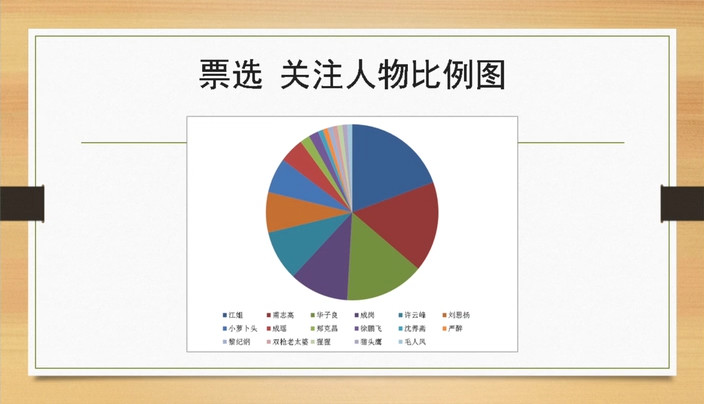 票选 关注人物比例图
江姐 甫志高 华子良 成岗 许云峰 刘思扬
小萝卜头 成瑶 郑克昌 徐鹏飞 沈养斋 严醉
黎纪纲 双枪老太婆 猩猩 猫头鹰 毛人凤